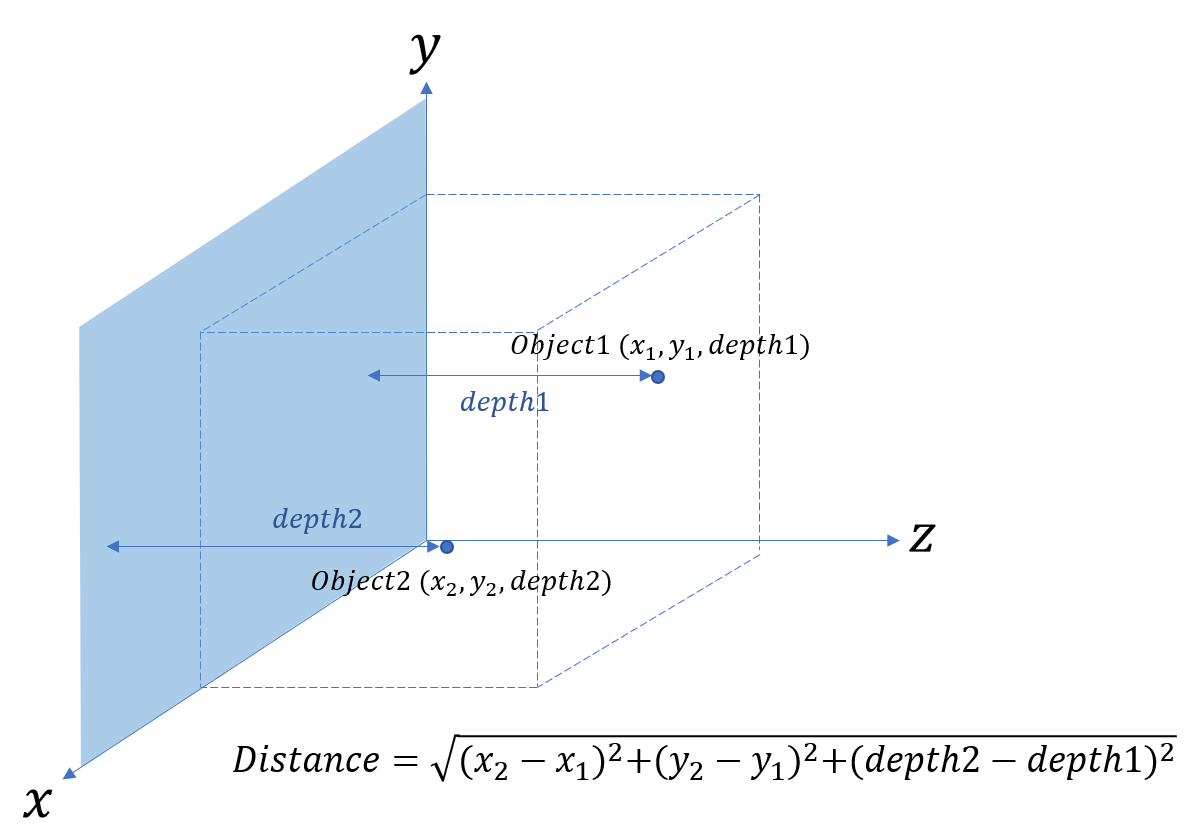 y
Object1 (x₁, y₁, depth1)
depth1
depth2
z
Object2 (x₂, y₂, depth2)
Distance = √(x₂ − x₁)²+(y₂ − y₁)²+(depth2 − depth1)²
x